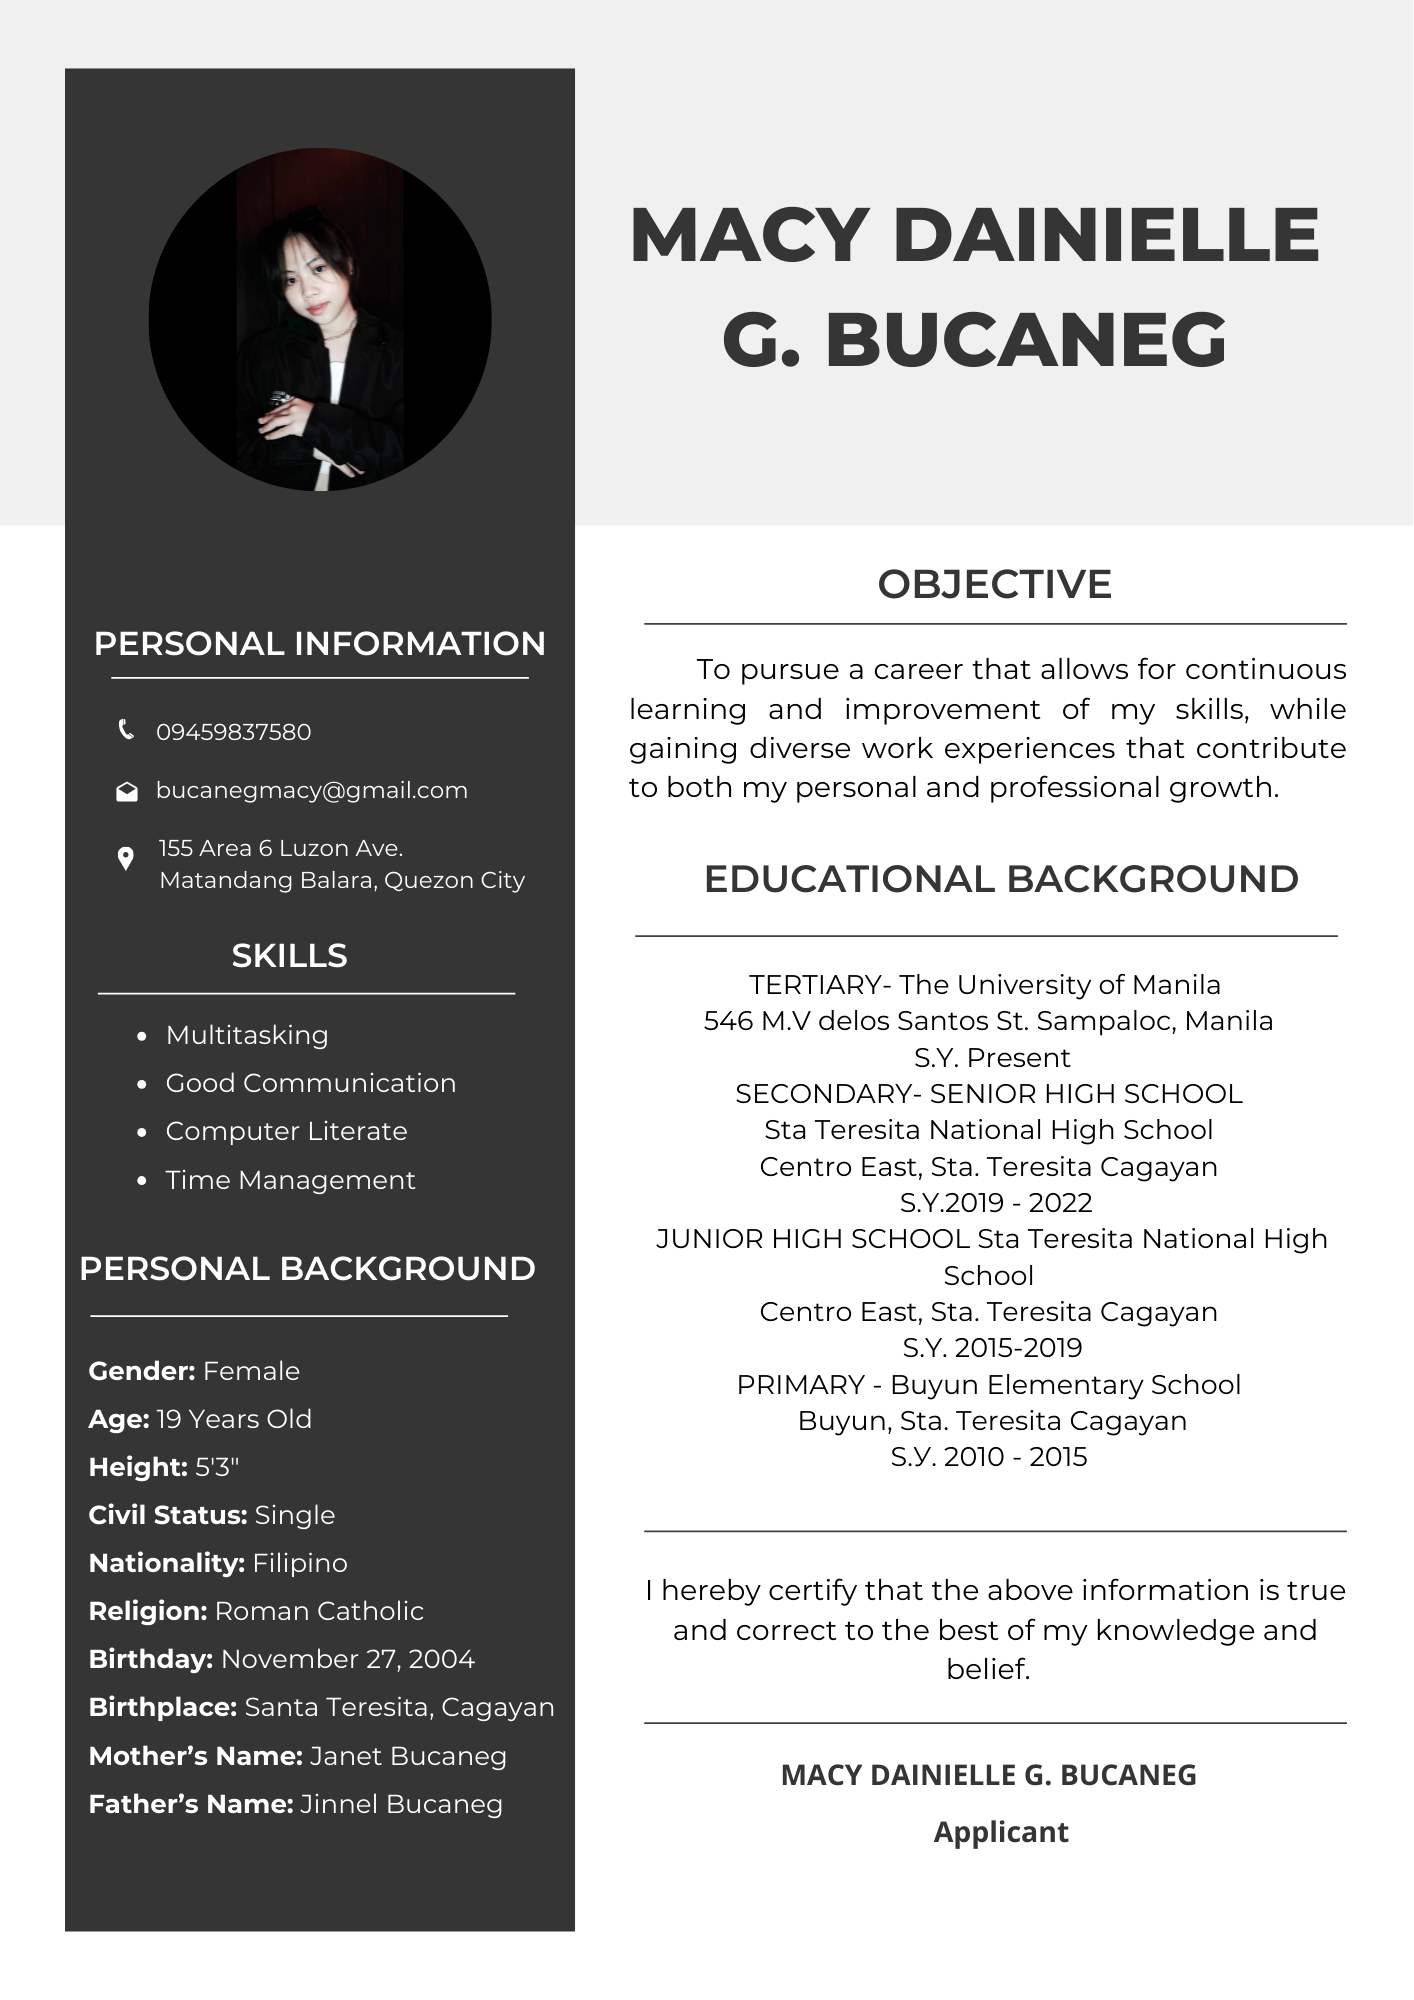 MACY DAINIELLE
G. BUCANEG
PERSONAL INFORMATION
09459837580
bucanegmacy@gmail.com
155 Area 6 Luzon Ave.
Matandang Balara, Quezon City
SKILLS
• Multitasking
• Good Communication
• Computer Literate
• Time Management
PERSONAL BACKGROUND
Gender: Female
Age: 19 Years Old
Height: 5'3"
Civil Status: Single
Nationality: Filipino
Religion: Roman Catholic
Birthday: November 27, 2004
Birthplace: Santa Teresita, Cagayan
Mother’s Name: Janet Bucaneg
Father’s Name: Jinnel Bucaneg
OBJECTIVE
To pursue a career that allows for continuous
learning and improvement of my skills, while
gaining diverse work experiences that contribute
to both my personal and professional growth.
EDUCATIONAL BACKGROUND
TERTIARY- The University of Manila
546 M.V delos Santos St. Sampaloc, Manila
S.Y. Present
SECONDARY- SENIOR HIGH SCHOOL
Sta Teresita National High School
Centro East, Sta. Teresita Cagayan
S.Y.2019 - 2022
JUNIOR HIGH SCHOOL Sta Teresita National High
School
Centro East, Sta. Teresita Cagayan
S.Y. 2015-2019
PRIMARY - Buyun Elementary School
Buyun, Sta. Teresita Cagayan
S.У. 2010 - 2015
I hereby certify that the above information is true
and correct to the best of my knowledge and
belief.
MACY DAINIELLE G. BUCANEG
Applicant